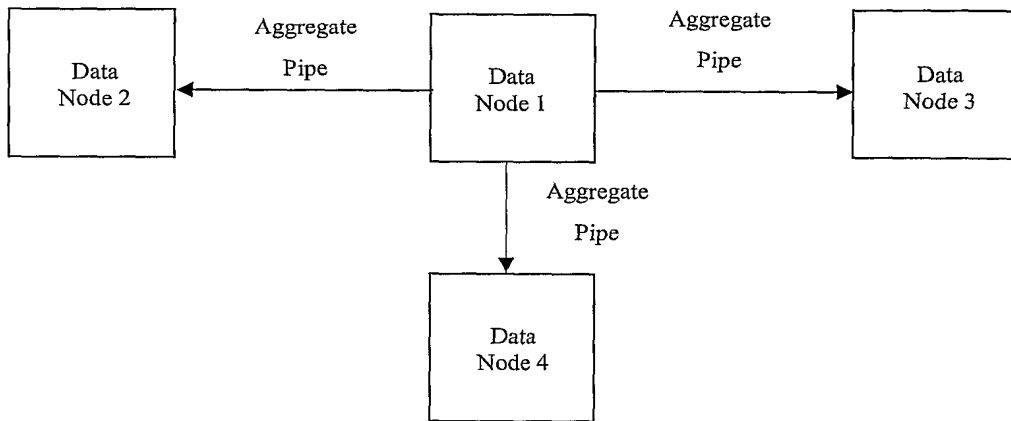 Aggregate
Pipe
Aggregate
Pipe
Data
Node 2
Data
Node 1
Data
Node 3
Aggregate
Pipe
Data
Node 4